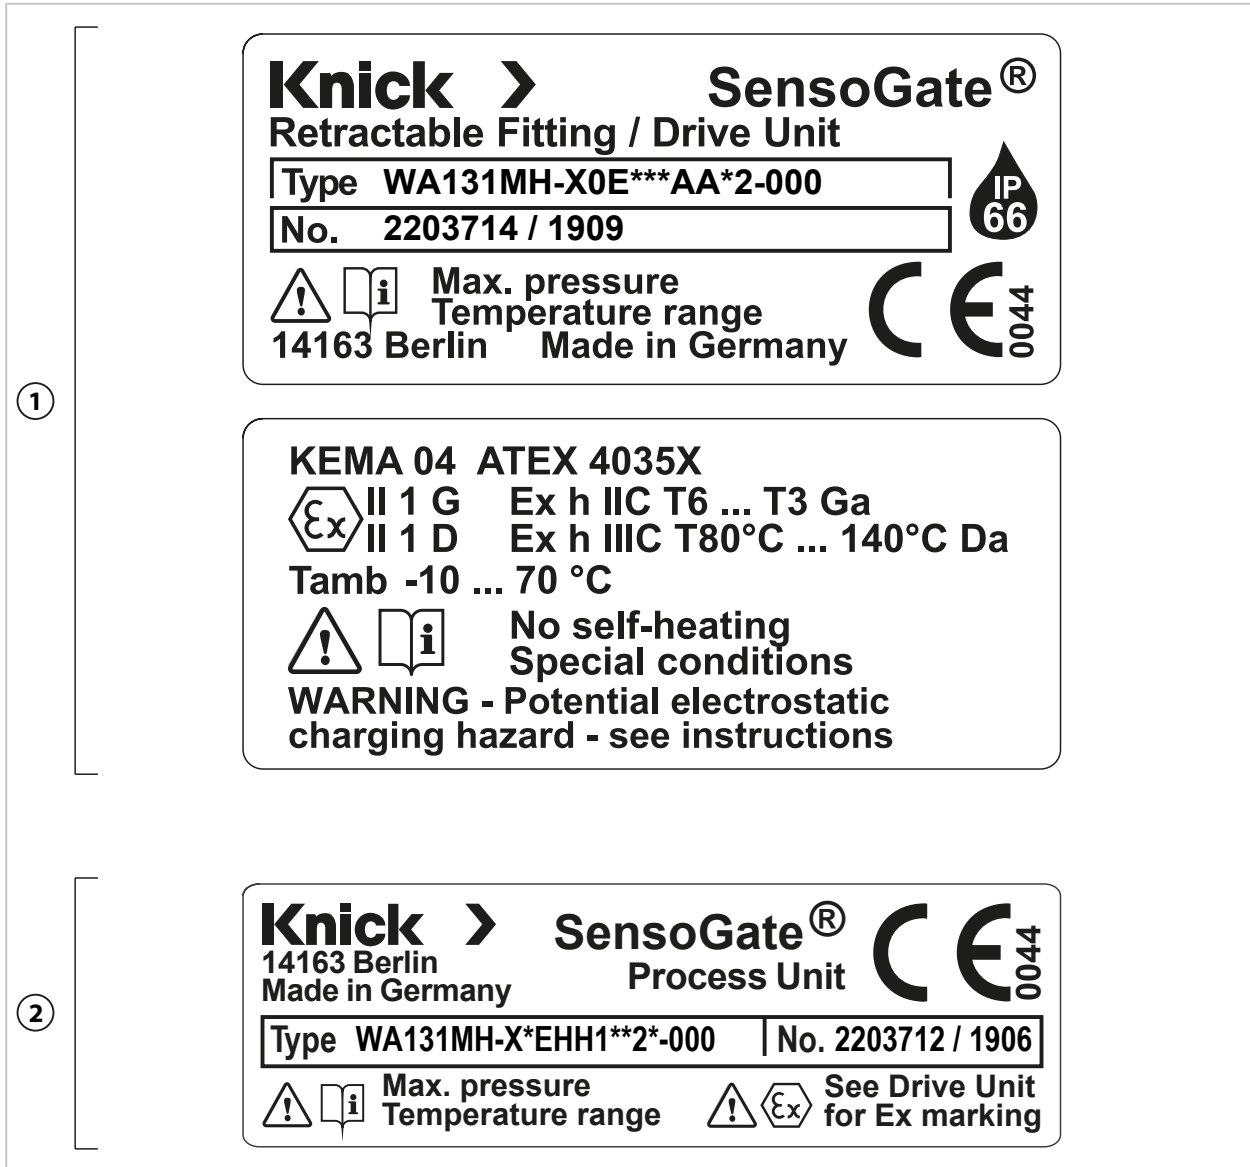 1
Knick > SensoGate®
Retractable Fitting / Drive Unit
Type WA131MH-X0E***AA*2-000
IP 66
No. 2203714 / 1909
Max. pressure
Temperature range
14163 Berlin Made in Germany
CE 0044
KEMA 04 ATEX 4035X
Ex II 1 G Ex h IIC T6 ... T3 Ga
II 1 D Ex h IIIC T80°C ... 140°C Da
Tamb -10 ... 70 °C
No self-heating
Special conditions
WARNING - Potential electrostatic
charging hazard - see instructions
2
Knick > SensoGate®
14163 Berlin
Made in Germany
Process Unit
CE 0044
Type WA131MH-X*EHH1**2*-000 No. 2203712 / 1906
Max. pressure
Temperature range
Ex See Drive Unit
for Ex marking